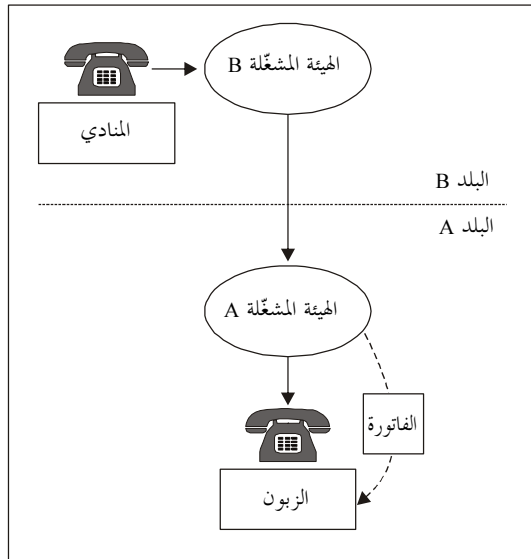 الهيئة المشغّلة B
المنادي
البلد B
البلد A
الهيئة المشغّلة A
الفاتورة
الزبون